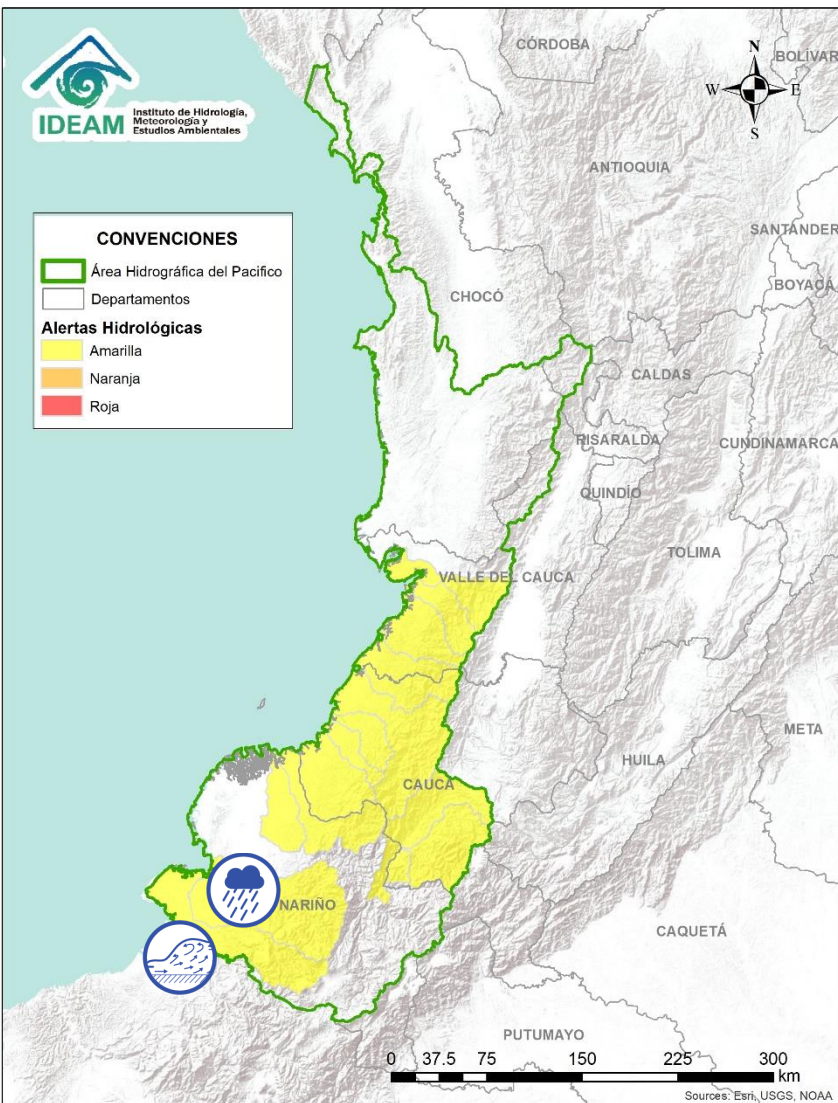 IDEAM
Instituto de Hidrología,
Meteorología y
Estudios Ambientales
N
W
E
S
CÓRDOBA
BOLÍVAR
ANTIOQUIA
SANTANDER
BOYACÁ
CHOCÓ
CALDAS
RISARALDA
CUNDINAMARCA
QUINDÍO
TOLIMA
VALLE DEL CAUCA
META
HUILA
CAUCA
NARIÑO
CAQUETÁ
PUTUMAYO
CONVENCIONES
Área Hidrográfica del Pacifico
Departamentos
Alertas Hidrológicas
Amarilla
Naranja
Roja
0 37.5 75 150 225 300
km
Sources: Esri, USGS, NOAA